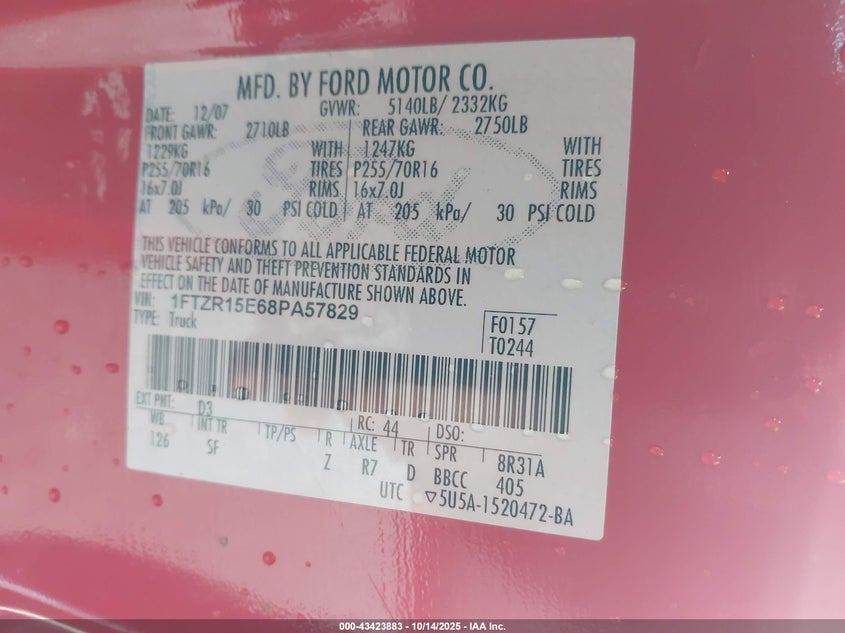 MFD. BY FORD MOTOR CO.
DATE: 12/07 GVWR: 5140LB/ 2332KG
FRONT GAWR: 2710LB REAR GAWR: 2750LB
1229KG WITH 1247KG WITH
P255/70R16 TIRES P255/70R16 TIRES
16x7.0J RIMS 16x7.0J RIMS
AT 205 kPa/ 30 PSI COLD AT 205 kPa/ 30 PSI COLD
Ford
THIS VEHICLE CONFORMS TO ALL APPLICABLE FEDERAL MOTOR
VEHICLE SAFETY AND THEFT PREVENTION STANDARDS IN
EFFECT ON THE DATE OF MANUFACTURE SHOWN ABOVE.
VIN: 1FTZR15E68PA57829
TYPE: Truck
F0157
T0244
EXT PNT: D3 RC: 44 DSO:
WB INT TR TP/PS R AXLE TR SPR 8R31A
126 SF Z R7 D BBCC 405
UTC ▽5U5A-1520472-BA
000-43423883 - 10/14/2025 - IAA Inc.